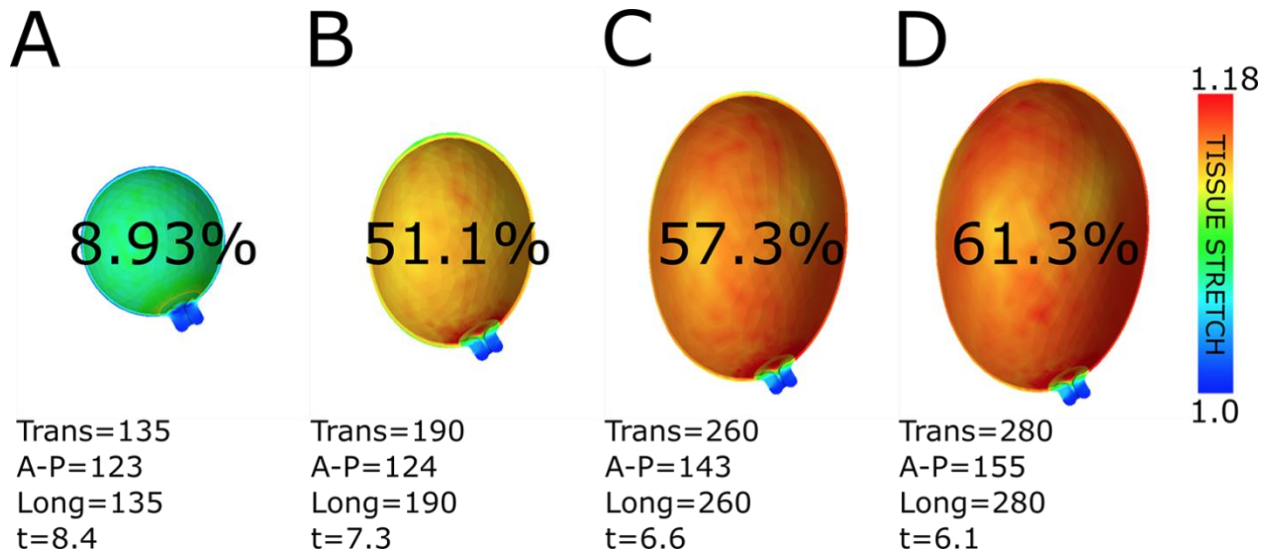 A B C D
1.18
8.93% 51.1% 57.3% 61.3%
TISSUE STRETCH
1.0
Trans=135 Trans=190 Trans=260 Trans=280
A-P=123 A-P=124 A-P=143 A-P=155
Long=135 Long=190 Long=260 Long=280
t=8.4 t=7.3 t=6.6 t=6.1